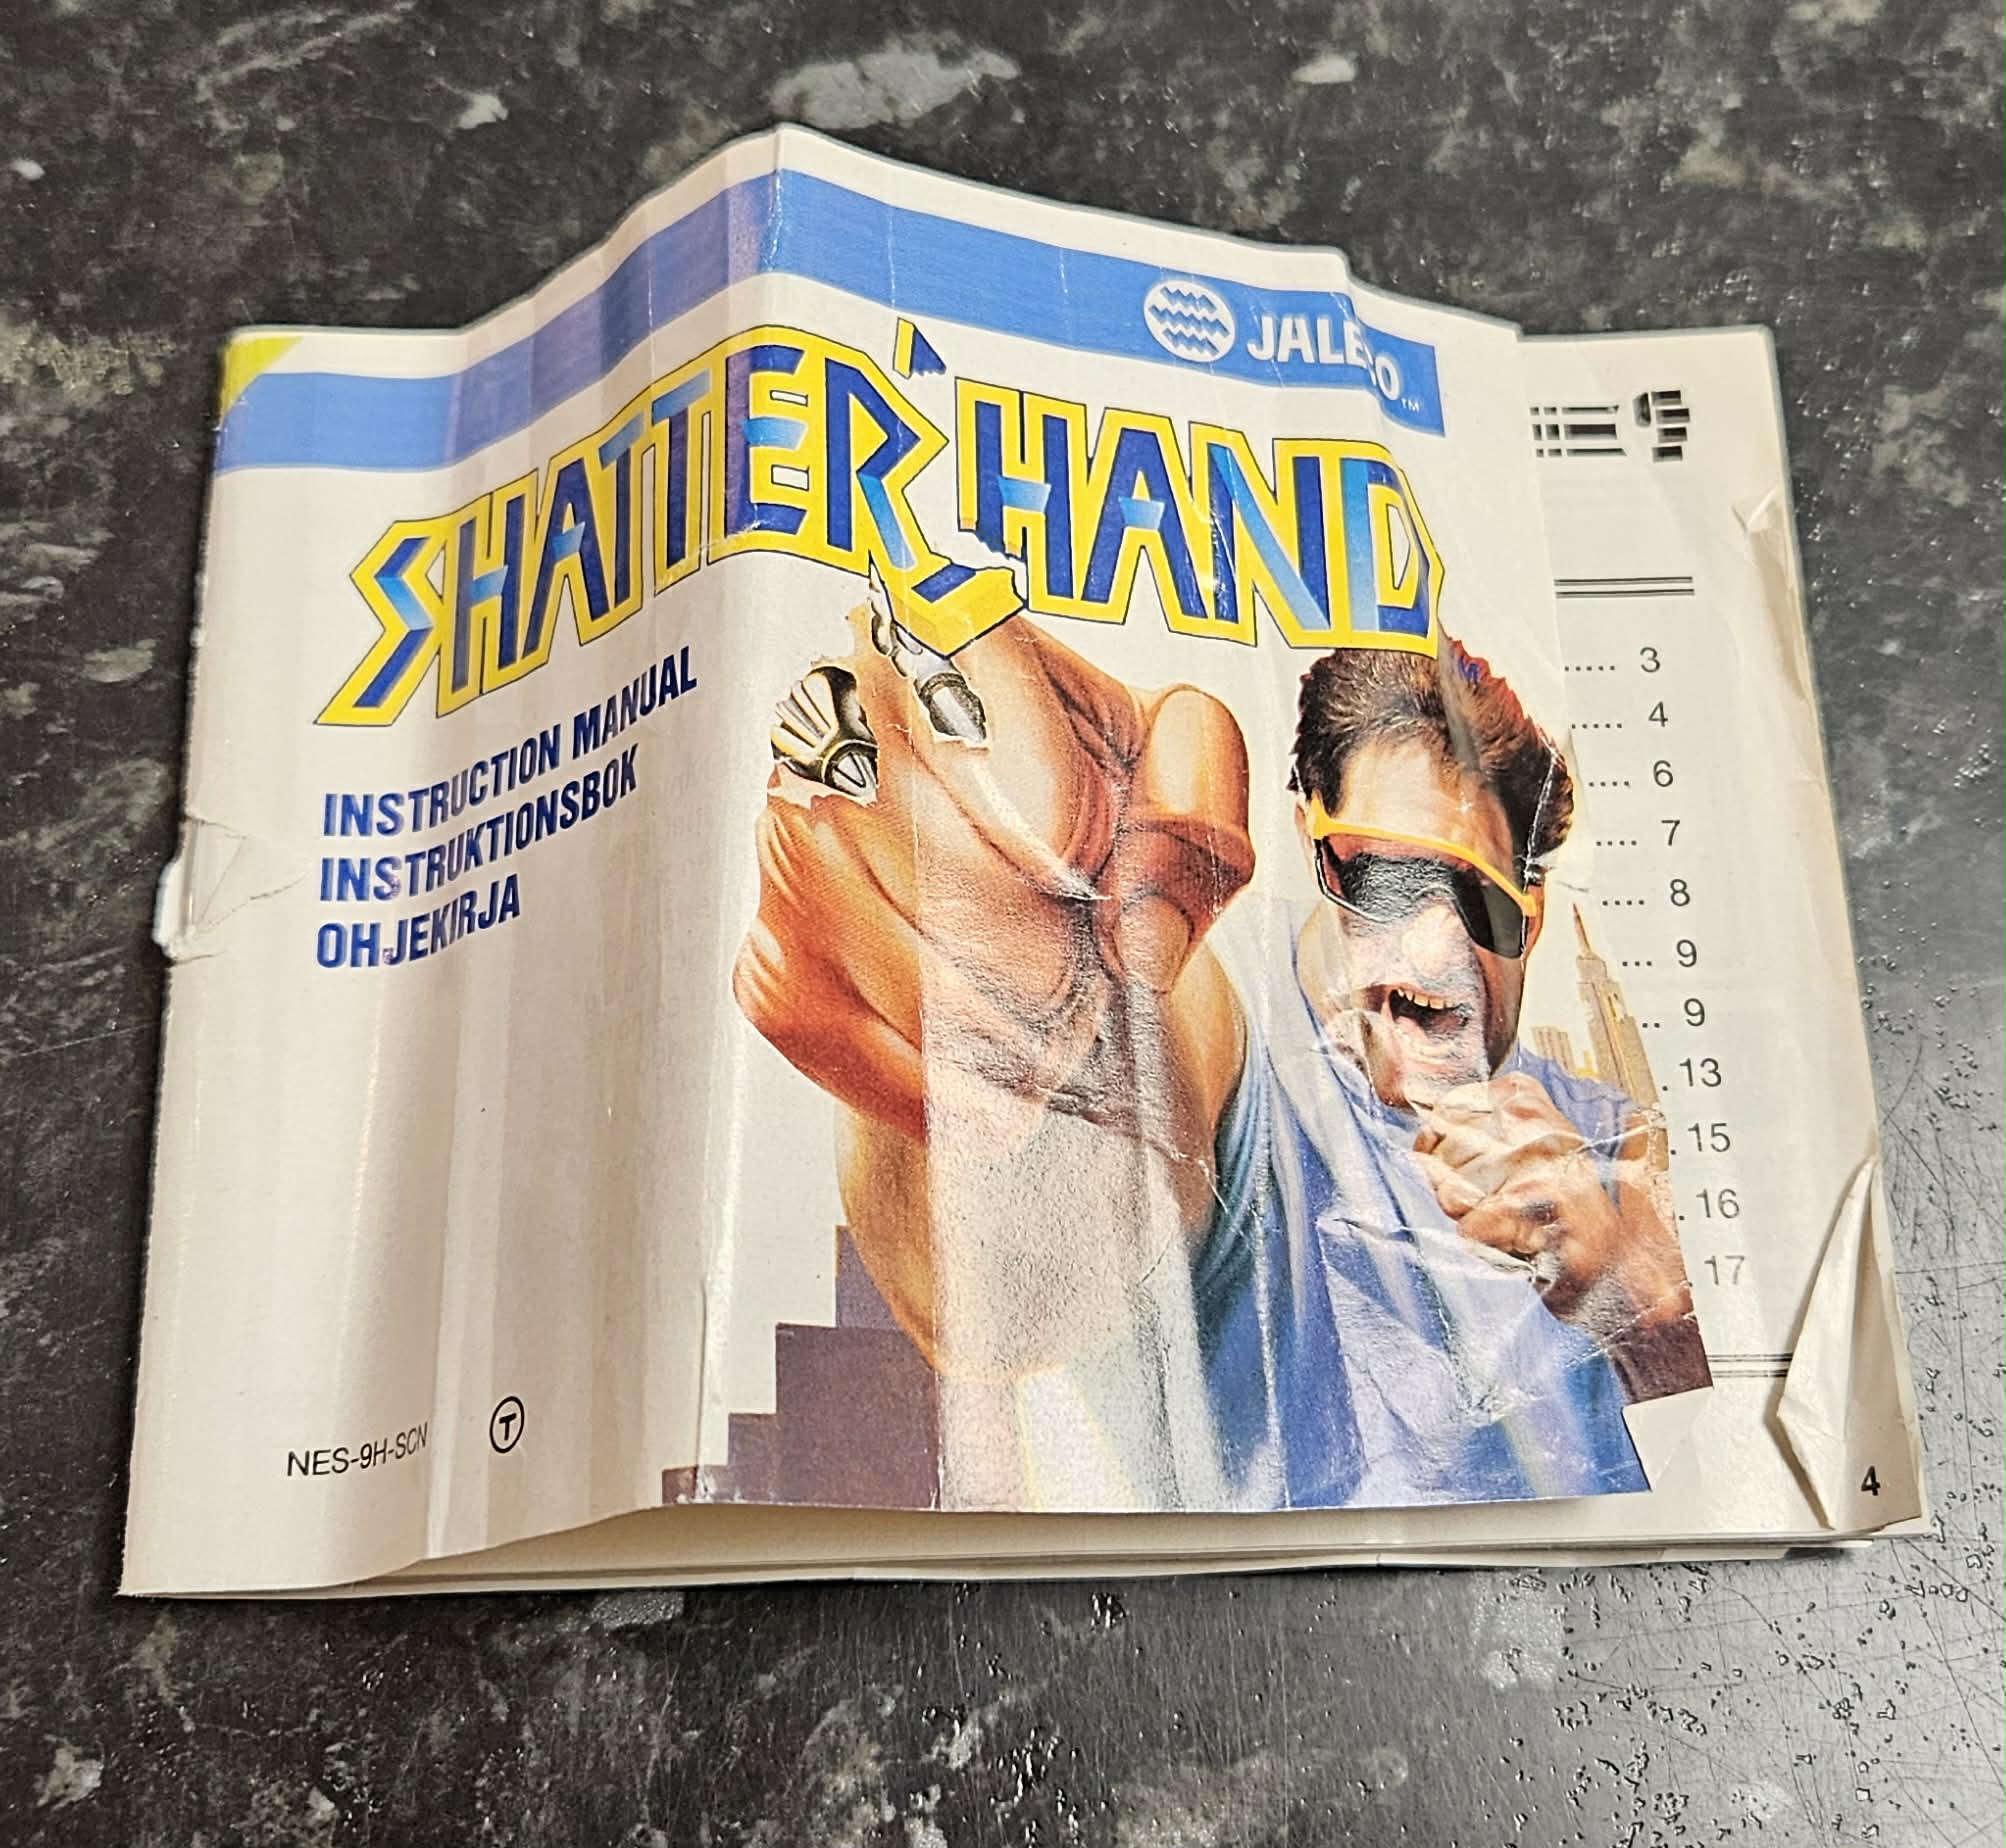 JALECO™
SHATTERHAND
INSTRUCTION MANUAL
INSTRUKTIONSBOK
OHJEKIRJA
NES-9H-SCN
T
..... 3
..... 4
.... 6
.... 7
.... 8
... 9
.. 9
. 13
. 15
. 16
. 17
4